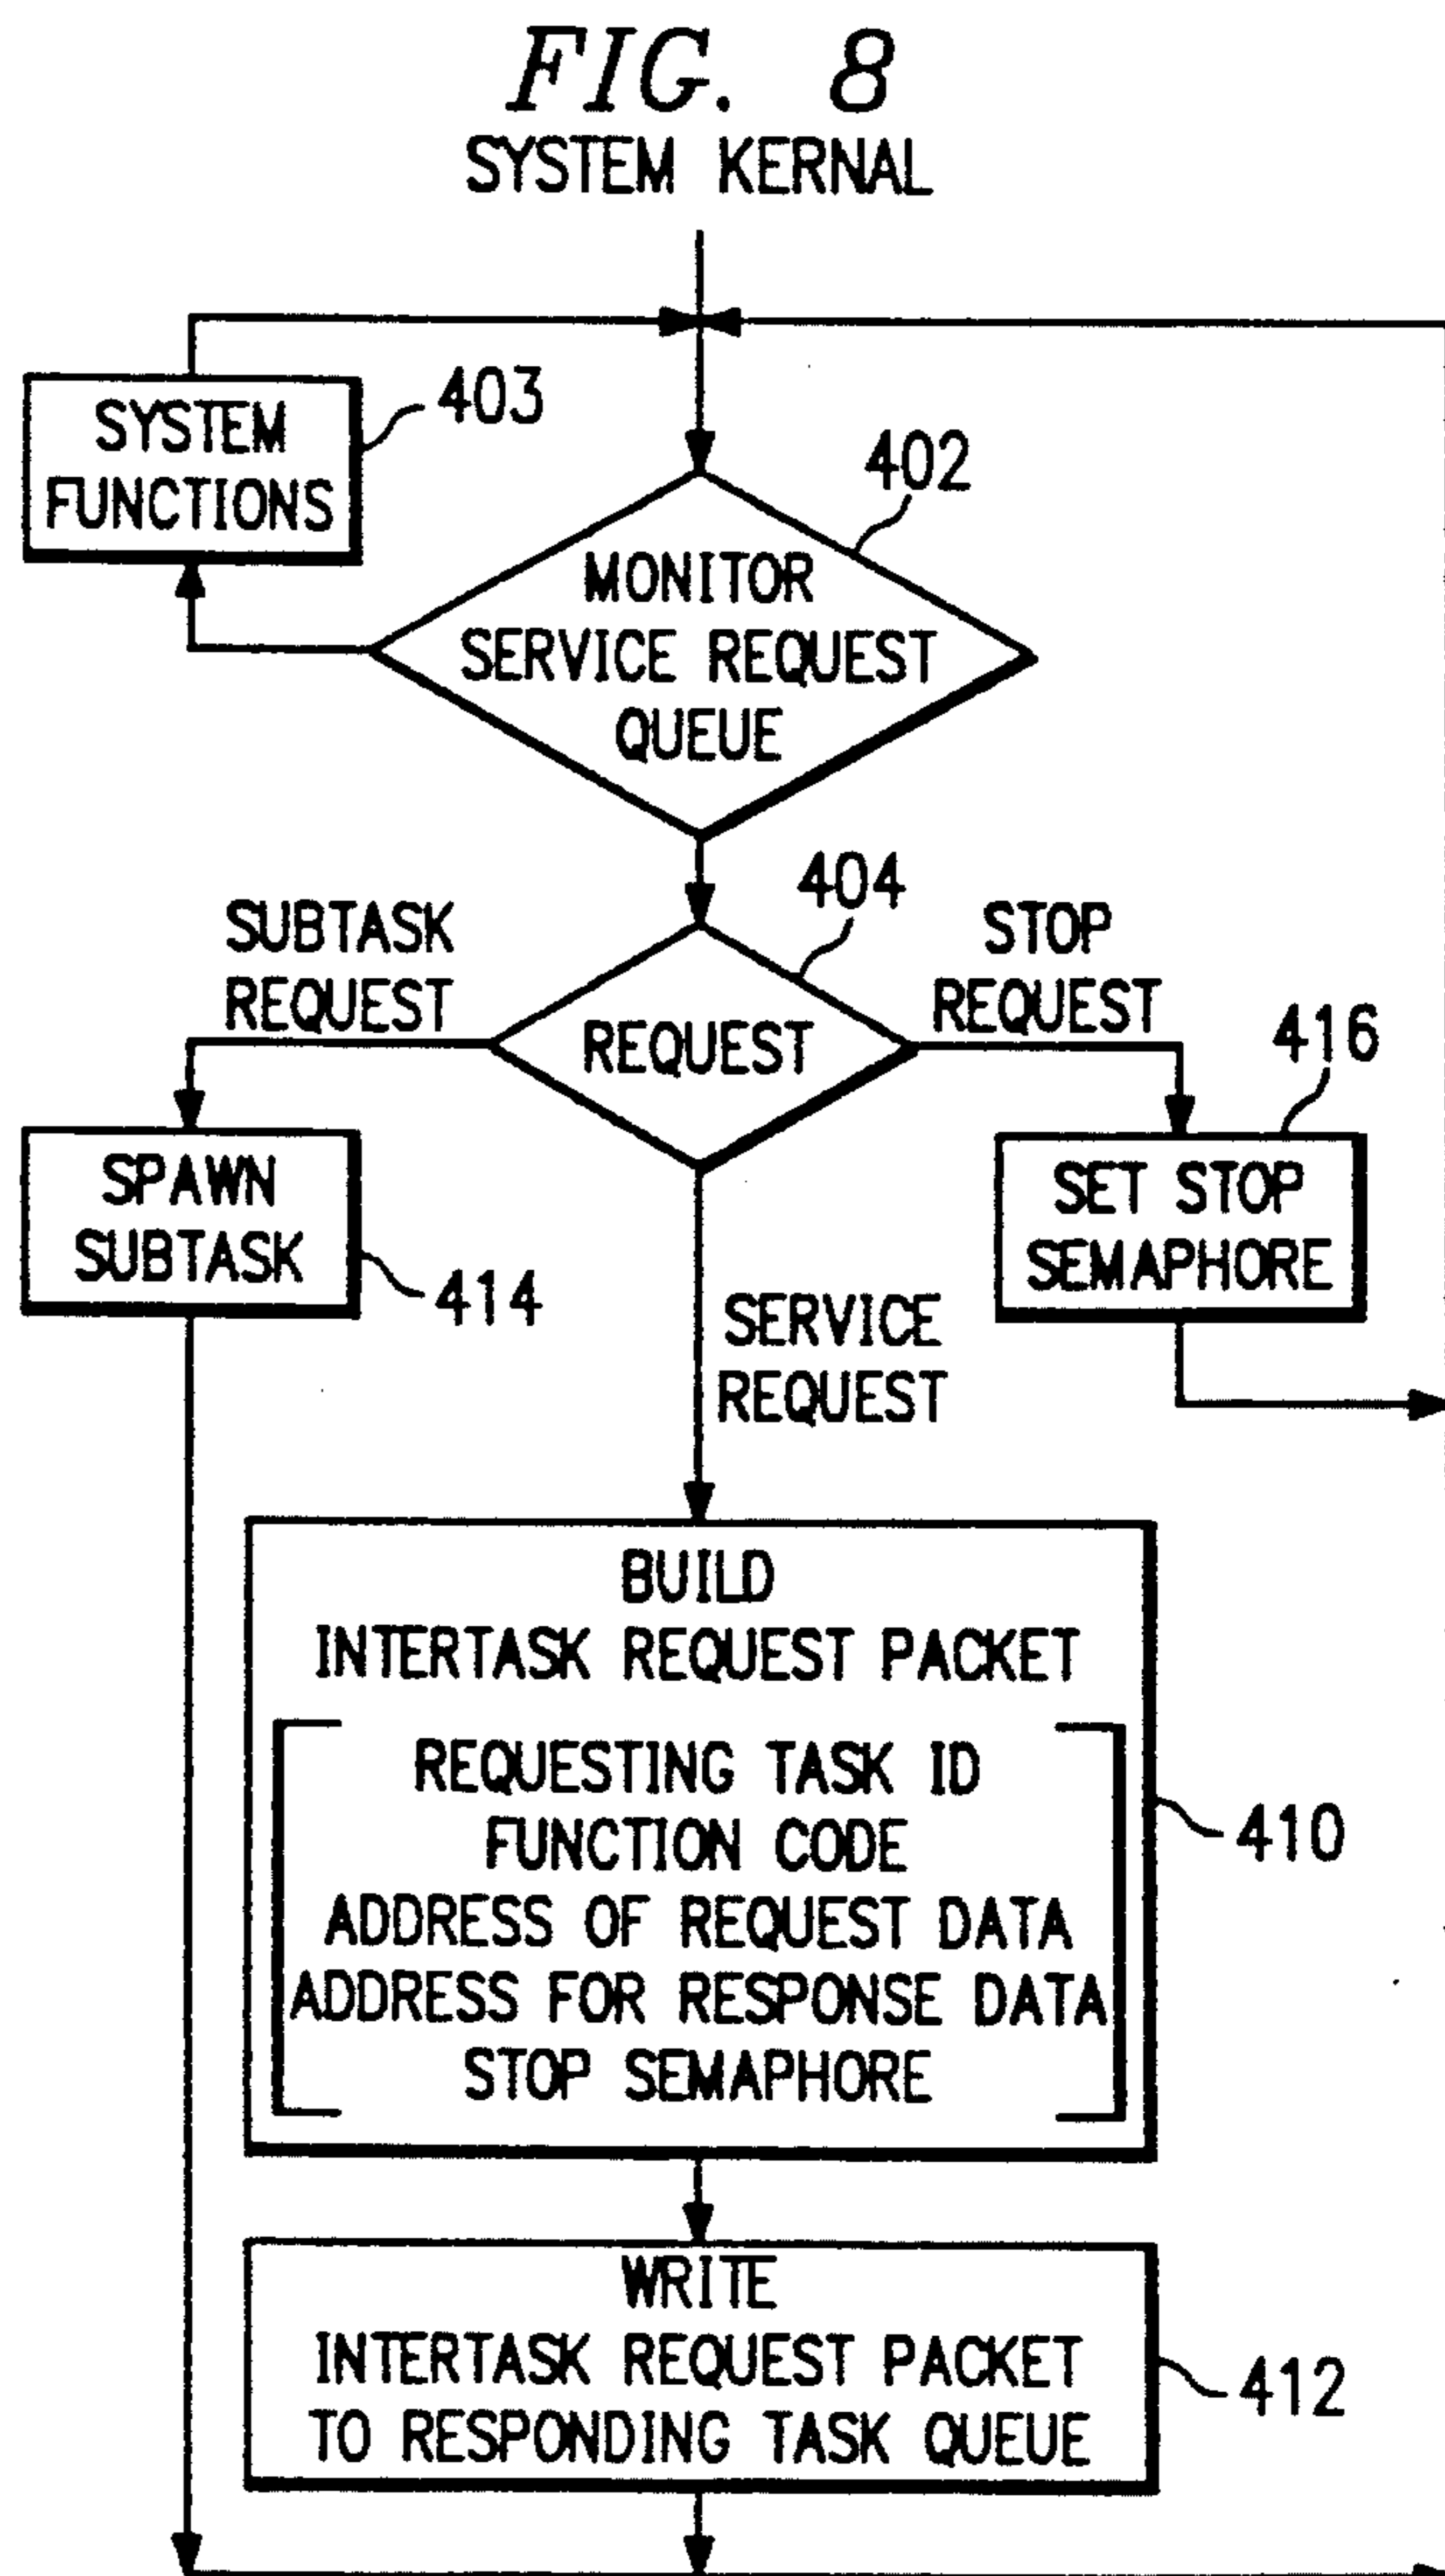 FIG. 8
SYSTEM KERNAL
SYSTEM
FUNCTIONS
403
402
MONITOR
SERVICE REQUEST
QUEUE
404
SUBTASK
REQUEST
REQUEST
STOP
REQUEST
416
SPAWN
SUBTASK
414
SET STOP
SEMAPHORE
SERVICE
REQUEST
BUILD
INTERTASK REQUEST PACKET
REQUESTING TASK ID
FUNCTION CODE
ADDRESS OF REQUEST DATA
ADDRESS FOR RESPONSE DATA
STOP SEMAPHORE
410
WRITE
INTERTASK REQUEST PACKET
TO RESPONDING TASK QUEUE
412